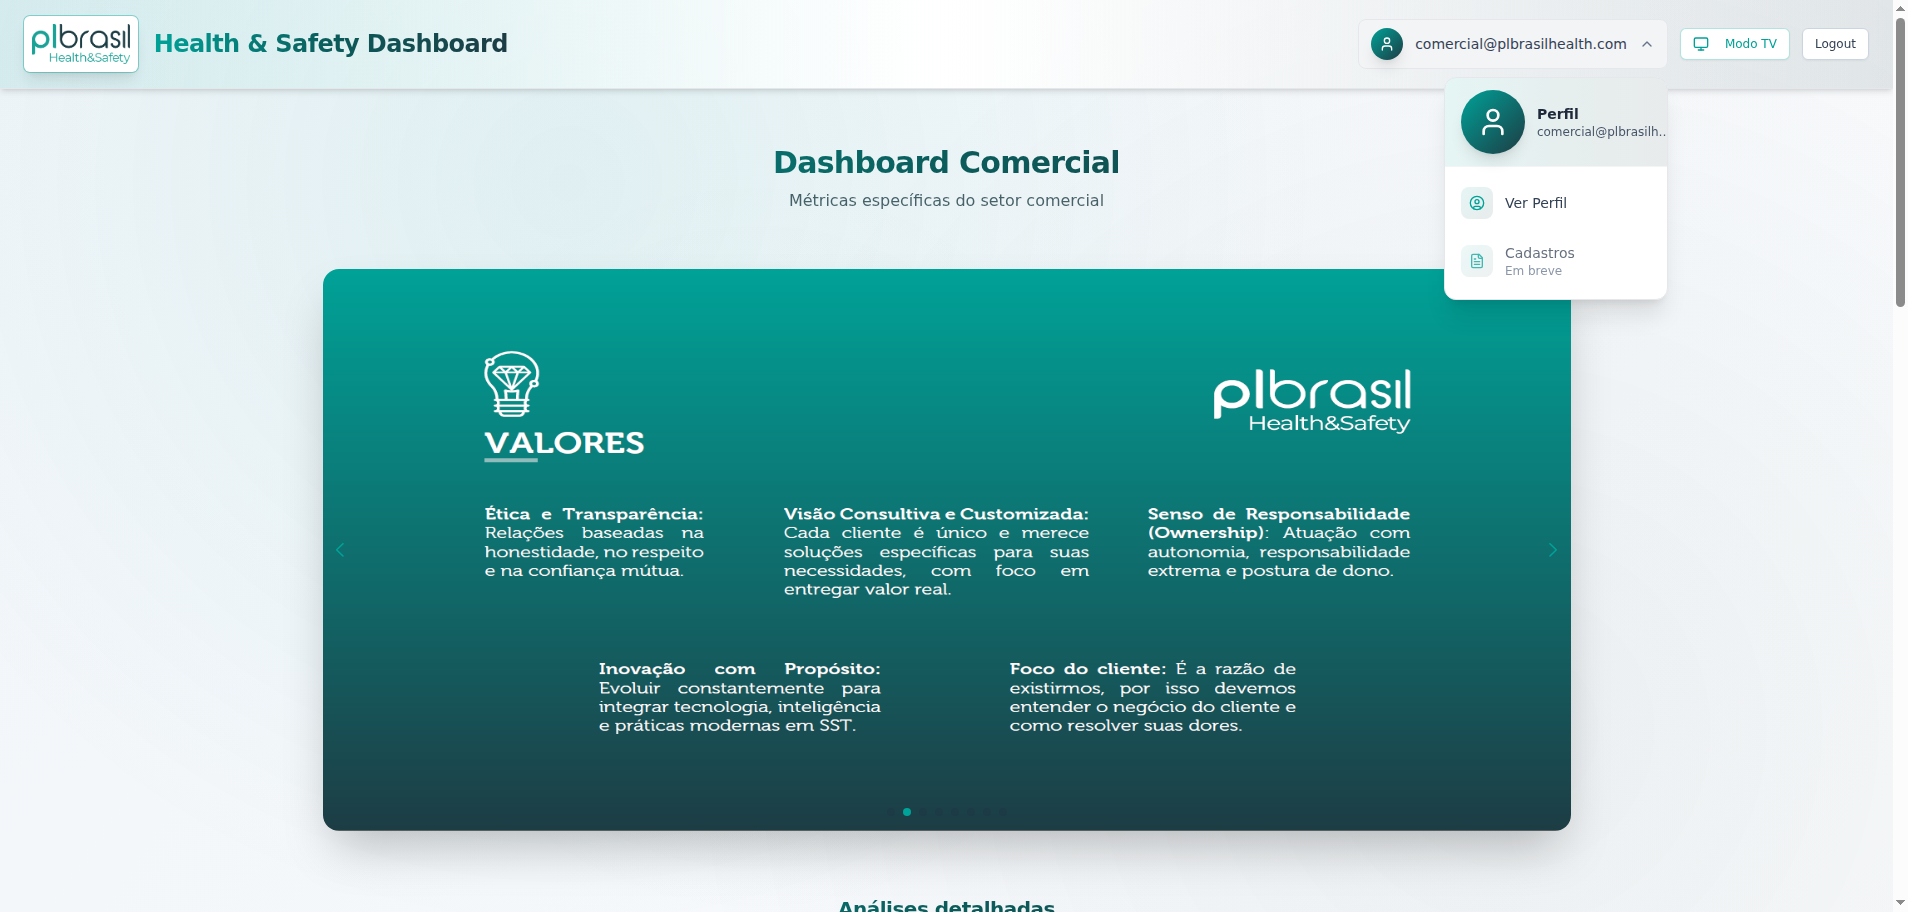 plbrasil
Health&Safety
Health & Safety Dashboard
comercial@plbrasilhealth.com
Modo TV
Logout
Perfil
comercial@plbrasilh..
Ver Perfil
Cadastros
Em breve
Dashboard Comercial
Métricas específicas do setor comercial
VALORES
plbrasil
Health&Safety
Ética e Transparência:
Relações baseadas na
honestidade, no respeito
e na confiança mútua.
Visão Consultiva e Customizada:
Cada cliente é único e merece
soluções específicas para suas
necessidades, com foco em
entregar valor real.
Senso de Responsabilidade
(Ownership): Atuação com
autonomia, responsabilidade
extrema e postura de dono.
Inovação com Propósito:
Evoluir constantemente para
integrar tecnologia, inteligência
e práticas modernas em SST.
Foco do cliente: É a razão de
existirmos, por isso devemos
entender o negócio do cliente e
como resolver suas dores.
Análises detalhadas